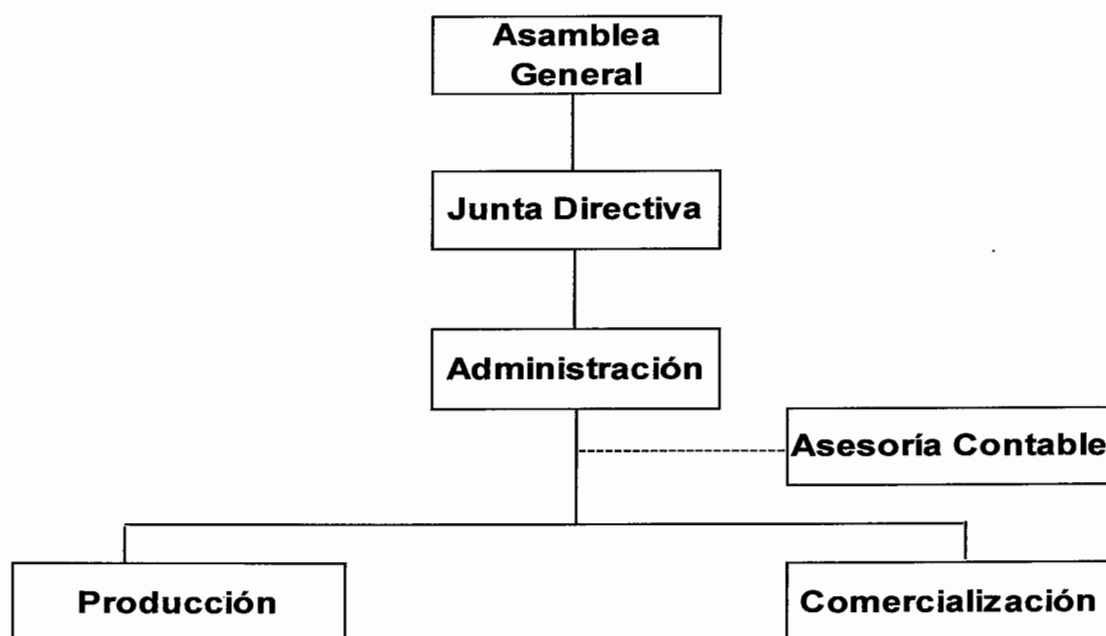 Asamblea
General
Junta Directiva
Administración
Asesoría Contable
Producción
Comercialización